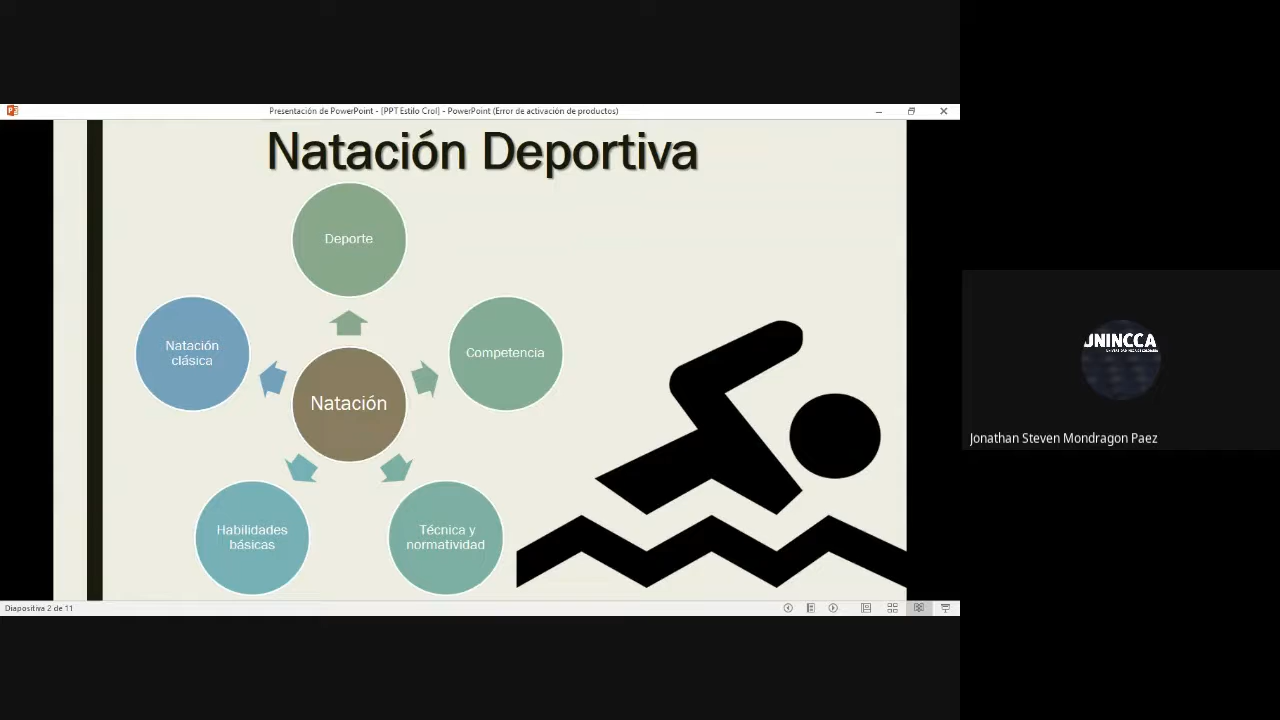 Presentación de PowerPoint - [PPT Estilo Crol] - PowerPoint (Error de activación de productos)
Natación Deportiva
Deporte
Natación
clásica
Competencia
Natación
Habilidades
básicas
Técnica y
normatividad
Diapositiva 2 de 11
UNINCCA
Jonathan Steven Mondragon Paez